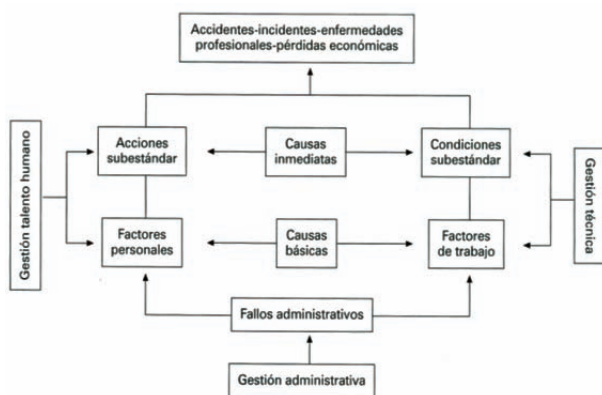 Accidentes-incidentes-enfermedades
profesionales-pérdidas económicas
Gestión talento humano
Acciones
subestándar
Causas
inmediatas
Condiciones
subestándar
Gestión técnica
Factores
personales
Causas
básicas
Factores
de trabajo
Fallos administrativos
Gestión administrativa